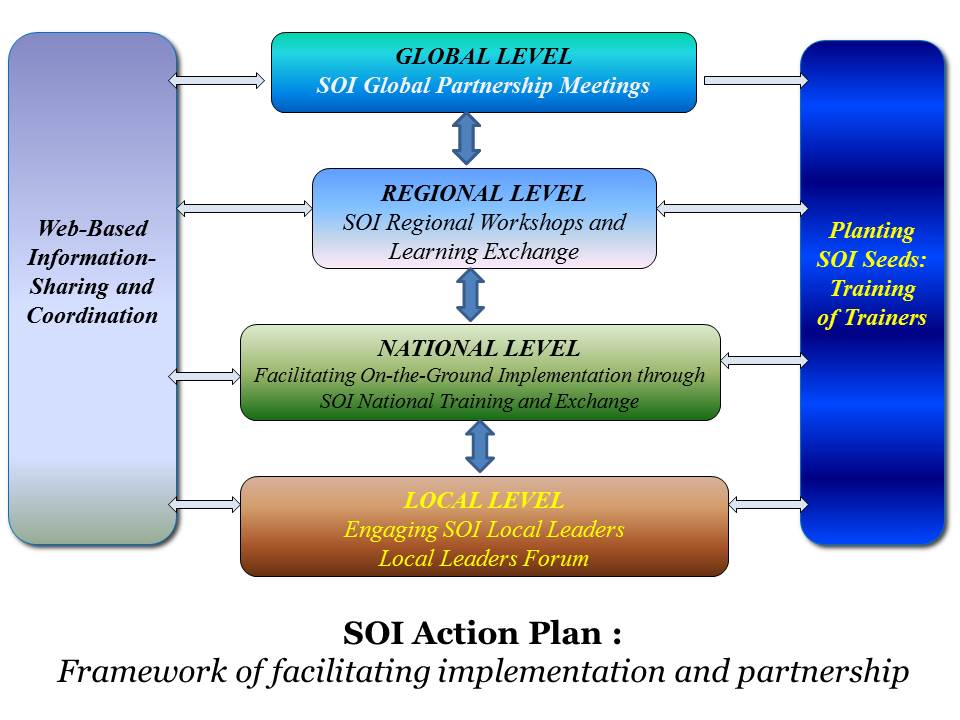 GLOBAL LEVEL
SOI Global Partnership Meetings
REGIONAL LEVEL
SOI Regional Workshops and
Learning Exchange
Web-Based
Information-
Sharing and
Coordination
Planting
SOI Seeds:
Training
of Trainers
NATIONAL LEVEL
Facilitating On-the-Ground Implementation through
SOI National Training and Exchange
LOCAL LEVEL
Engaging SOI Local Leaders
Local Leaders Forum
SOI Action Plan :
Framework of facilitating implementation and partnership